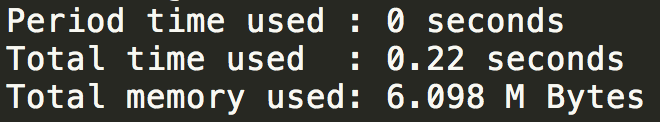 Period time used : 0 seconds
Total time used  : 0.22 seconds
Total memory used: 6.098 M Bytes